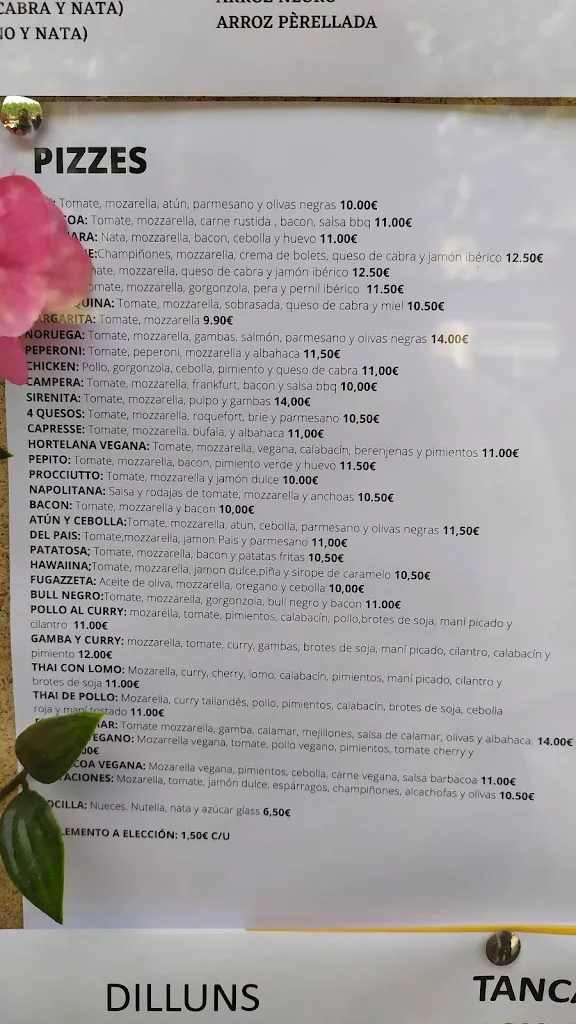 CABRA Y NATA)
NO Y NATA)
ARROZ NEGRO
ARROZ PÈRELLADA
PIZZES
Tomate, mozarella, atún, parmesano y olivas negras 10.00€
COA: Tomate, mozzarella, carne rustida , bacon, salsa bbq 11.00€
ARA: Nata, mozzarella, bacon, cebolla y huevo 11.00€
E:Champiñones, mozzarella, crema de bolets, queso de cabra y jamón ibérico 12.50€
mate, mozzarella, queso de cabra y jamón ibérico 12.50€
omate, mozzarella, gorgonzola, pera y pernil ibérico 11.50€
QUINA: Tomate, mozzarella, sobrasada, queso de cabra y miel 10.50€
ARGARITA: Tomate, mozzarella 9.90€
NORUEGA: Tomate, mozzarella, gambas, salmón, parmesano y olivas negras 14.00€
PEPERONI: Tomate, peperoni, mozzarella y albahaca 11,50€
CHICKEN: Pollo, gorgonzola, cebolla, pimiento y queso de cabra 11,00€
CAMPERA: Tomate, mozzarella, frankfurt, bacon y salsa bbq 10,00€
SIRENITA: Tomate, mozzarella, pulpo y gambas 14,00€
4 QUESOS: Tomate, mozzarella, roquefort, brie y parmesano 10,50€
CAPRESSE: Tomate, mozzarella, bufala, y albahaca 11,00€
HORTELANA VEGANA: Tomate, mozzarella, vegana, calabacín, berenjenas y pimientos 11.00€
PEPITO: Tomate, mozzarella, bacon, pimiento verde y huevo 11.50€
PROCCIUTTO: Tomate, mozzarella y jamón dulce 10.00€
NAPOLITANA: Salsa y rodajas de tomate, mozzarella y anchoas 10.50€
BACON: Tomate, mozzarella y bacon 10,00€
ATÚN Y CEBOLLA:Tomate, mozzarella, atun, cebolla, parmesano y olivas negras 11,50€
DEL PAIS: Tomate,mozzarella, jamon Pais y parmesano 11,00€
PATATOSA; Tomate, mozzarella, bacon y patatas fritas 10,50€
HAWAIINA;Tomate, mozzarella, jamon dulce,piña y sirope de caramelo 10,50€
FUGAZZETA: Aceite de oliva, mozzarella, oregano y cebolla 10,00€
BULL NEGRO:Tomate, mozzarella, gorgonzola, bull negro y bacon 11.00€
POLLO AL CURRY: mozzarella, tomate, pimientos, calabacín, pollo,brotes de soja, maní picado y
cilantro 11.00€
GAMBA Y CURRY: mozzarella, tomate, curry, gambas, brotes de soja, maní picado, cilantro, calabacín y
pimiento 12.00€
THAI CON LOMO: Mozarella, curry, cherry, lomo, calabacín, pimientos, maní picado, cilantro y
brotes de soja 11.00€
THAI DE POLLO: Mozarella, curry tailandés, pollo, pimientos, calabacín, brotes de soja, cebolla
roja y maní tostado 11.00€
MAR: Tomate mozzarella, gamba, calamar, mejillones, salsa de calamar, olivas y albahaca. 14.00€
EGANO: Mozarrella vegana, tomate, pollo vegano, pimientos, tomate cherry y
00€
COA VEGANA: Mozarella vegana, pimientos, cebolla, carne vegana, salsa barbacoa 11.00€
TACIONES: Mozarella, tomate, jamón dulce, espárragos, champiñones, alcachofas y olivas 10.50€
OCILLA: Nueces, Nutella, nata y azúcar glass 6,50€
LEMENTO A ELECCIÓN: 1,50€ C/U
DILLUNS
TANCA